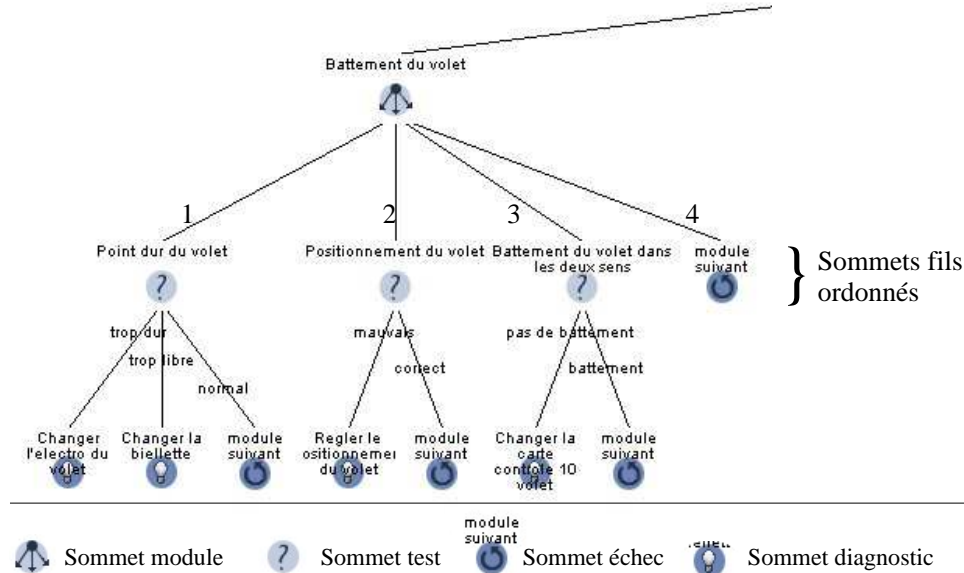 Battement du volet
1
2
3
4
Point dur du volet
Positionnement du volet
Battement du volet dans
les deux sens
module
suivant
}
Sommets fils
ordonnés
trop dur
trop libre
normal
mauvais
correct
pas de battement
battement
Changer
l'electro du
volet
Changer la
biellette
module
suivant
Regler le
ositionnemer
du volet
module
suivant
Changer la
carte
controle 10
volet
module
suivant
Sommet module
? Sommet test
module
suivant
Sommet échec
Sommet diagnostic